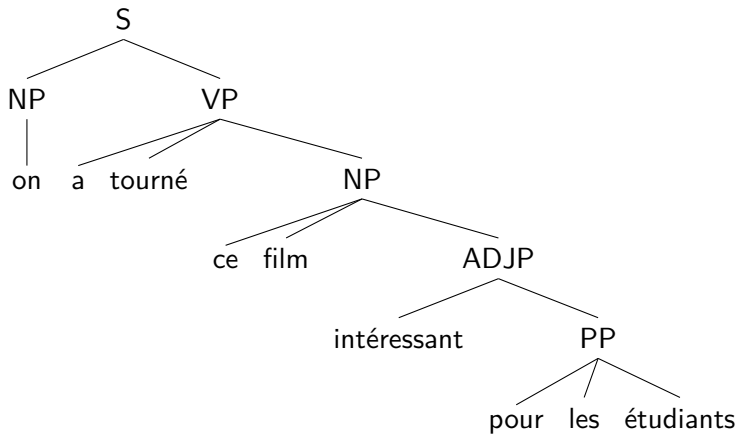 S
NP VP
on a tourné NP
ce film ADJP
intéressant PP
pour les étudiants